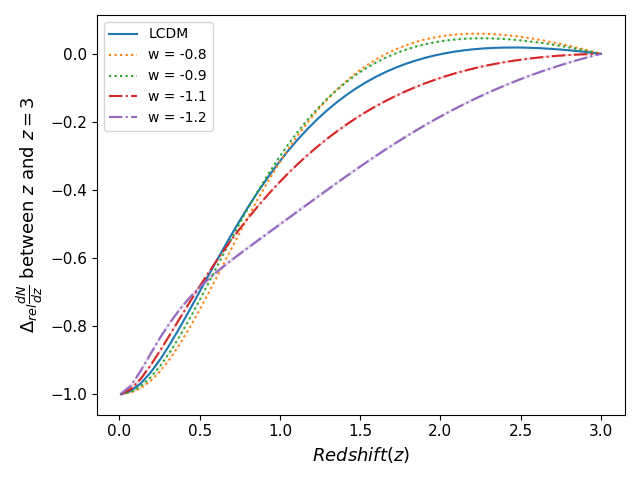 LCDM
w = -0.8
w = -0.9
w = -1.1
w = -1.2
0.0
−0.2
−0.4
−0.6
−0.8
−1.0
Δ_rel dN/dz between z and z = 3
0.0 0.5 1.0 1.5 2.0 2.5 3.0
Redshift(z)